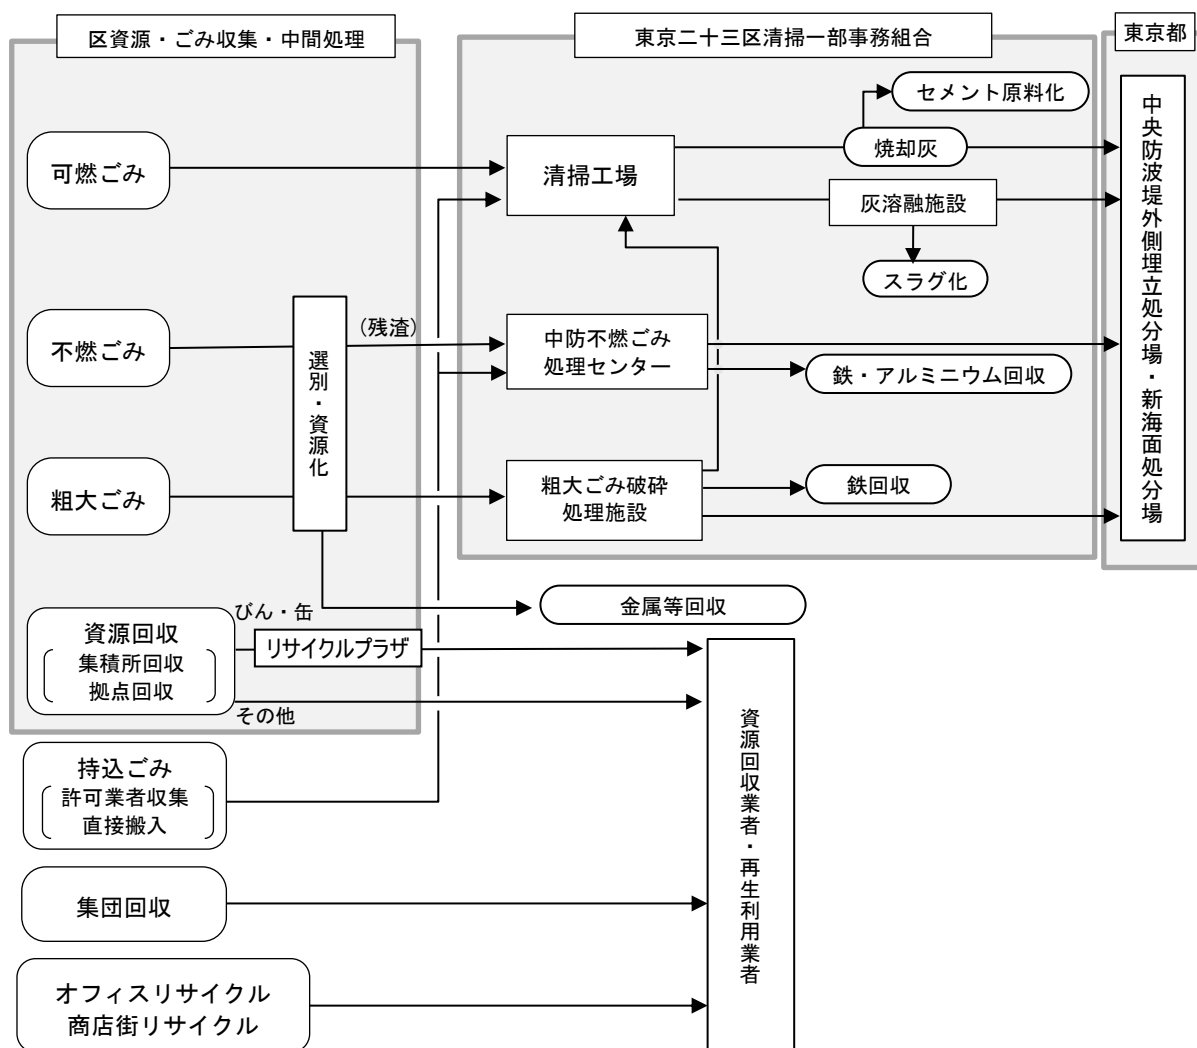 区資源・ごみ収集・中間処理
東京二十三区清掃一部事務組合
東京都
可燃ごみ
不燃ごみ
粗大ごみ
選別・資源化
(残渣)
清掃工場
焼却灰
セメント原料化
灰溶融施設
スラグ化
中防不燃ごみ
処理センター
鉄・アルミニウム回収
粗大ごみ破砕
処理施設
鉄回収
中央防波堤外側埋立処分場・新海面処分場
金属等回収
資源回収
集積所回収
拠点回収
びん・缶
リサイクルプラザ
その他
持込ごみ
許可業者収集
直接搬入
集団回収
オフィスリサイクル
商店街リサイクル
資源回収業者・再生利用業者